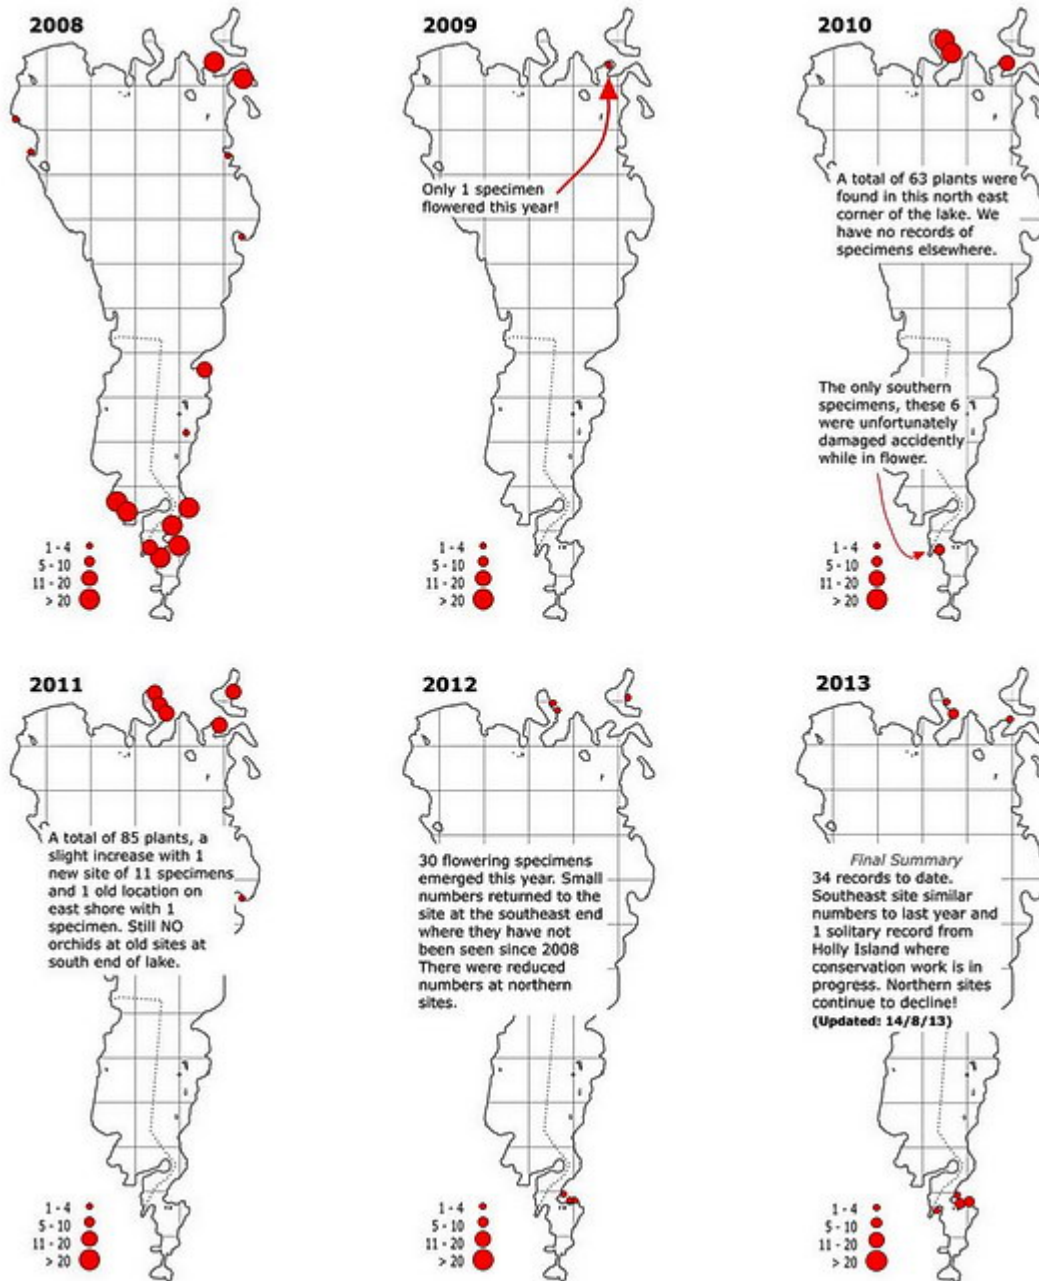 2008
1 - 4
5 - 10
11 - 20
> 20
2009
Only 1 specimen
flowered this year!
1 - 4
5 - 10
11 - 20
> 20
2010
A total of 63 plants were
found in this north east
corner of the lake. We
have no records of
specimens elsewhere.
The only southern
specimens, these 6
were unfortunately
damaged accidently
while in flower.
1 - 4
5 - 10
11 - 20
> 20
2011
A total of 85 plants, a
slight increase with 1
new site of 11 specimens
and 1 old location on
east shore with 1
specimen. Still NO
orchids at old sites at
south end of lake.
1 - 4
5 - 10
11 - 20
> 20
2012
30 flowering specimens
emerged this year. Small
numbers returned to the
site at the southeast end
where they have not
been seen since 2008
There were reduced
numbers at northern
sites.
1 - 4
5 - 10
11 - 20
> 20
2013
Final Summary
34 records to date.
Southeast site similar
numbers to last year and
1 solitary record from
Holly Island where
conservation work is in
progress. Northern sites
continue to decline!
(Updated: 14/8/13)
1 - 4
5 - 10
11 - 20
> 20